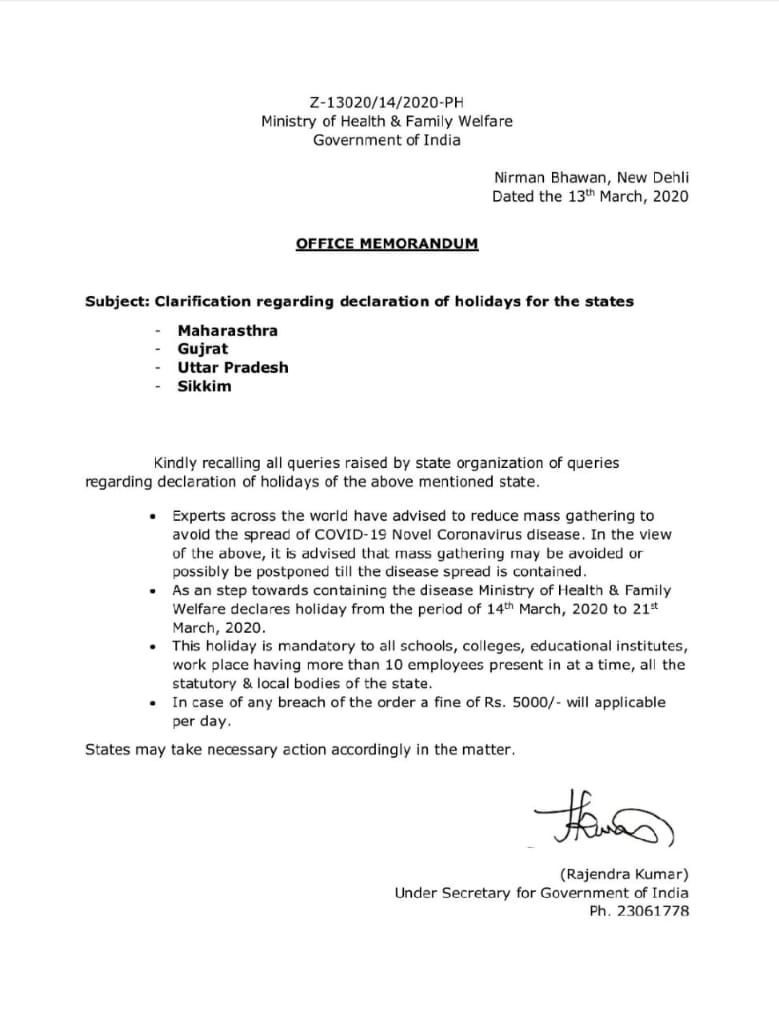 Z-13020/14/2020-PH
Ministry of Health & Family Welfare
Government of India
Nirman Bhawan, New Dehli
Dated the 13th March, 2020
OFFICE MEMORANDUM
Subject: Clarification regarding declaration of holidays for the states
- Maharasthra
- Gujrat
- Uttar Pradesh
- Sikkim
Kindly recalling all queries raised by state organization of queries
regarding declaration of holidays of the above mentioned state.
• Experts across the world have advised to reduce mass gathering to
avoid the spread of COVID-19 Novel Coronavirus disease. In the view
of the above, it is advised that mass gathering may be avoided or
possibly be postponed till the disease spread is contained.
• As an step towards containing the disease Ministry of Health & Family
Welfare declares holiday from the period of 14th March, 2020 to 21st
March, 2020.
• This holiday is mandatory to all schools, colleges, educational institutes,
work place having more than 10 employees present in at a time, all the
statutory & local bodies of the state.
• In case of any breach of the order a fine of Rs. 5000/- will applicable
per day.
States may take necessary action accordingly in the matter.
(Rajendra Kumar)
Under Secretary for Government of India
Ph. 23061778